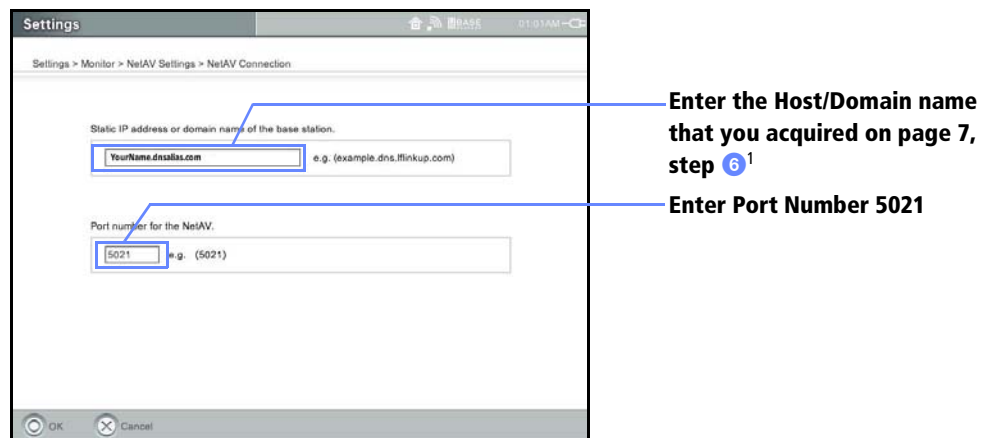 Settings
BASE 01:01AM
Settings > Monitor > NetAV Settings > NetAV Connection
Static IP address or domain name of the base station.
YourName.dnsalias.com e.g. (example.dns.lflinkup.com)
Enter the Host/Domain name
that you acquired on page 7,
step 6 1
Enter Port Number 5021
Port number for the NetAV.
5021 e.g. (5021)
OK Cancel